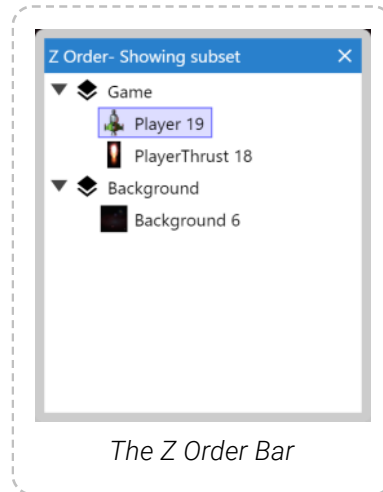 Z Order- Showing subset
Game
Player 19
PlayerThrust 18
Background
Background 6
The Z Order Bar